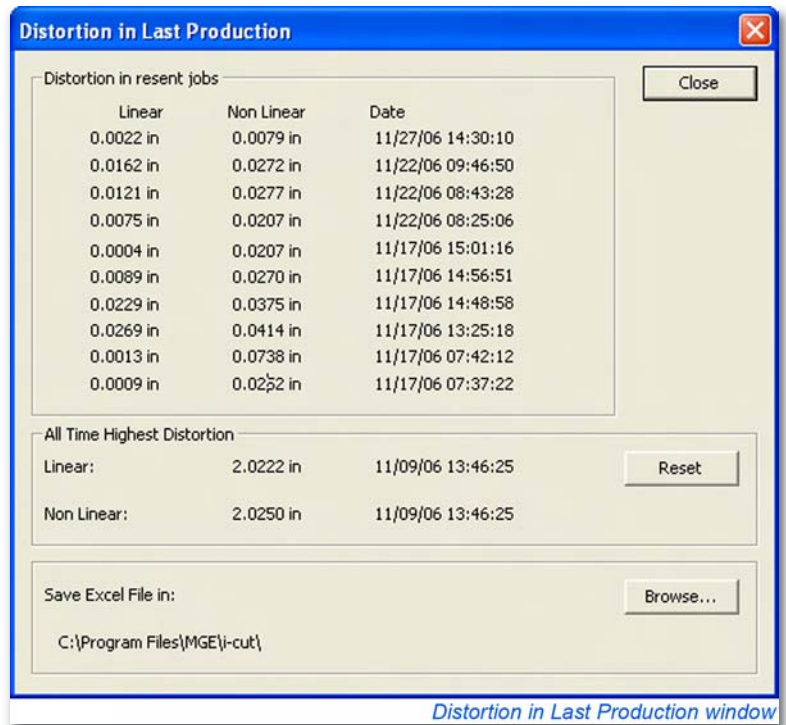 Distortion in Last Production
Distortion in resent jobs
Close
Linear Non Linear Date
0.0022 in 0.0079 in 11/27/06 14:30:10
0.0162 in 0.0272 in 11/22/06 09:46:50
0.0121 in 0.0277 in 11/22/06 08:43:28
0.0075 in 0.0207 in 11/22/06 08:25:06
0.0004 in 0.0207 in 11/17/06 15:01:16
0.0089 in 0.0270 in 11/17/06 14:56:51
0.0229 in 0.0375 in 11/17/06 14:48:58
0.0269 in 0.0414 in 11/17/06 13:25:18
0.0013 in 0.0738 in 11/17/06 07:42:12
0.0009 in 0.0252 in 11/17/06 07:37:22
All Time Highest Distortion
Linear: 2.0222 in 11/09/06 13:46:25 Reset
Non Linear: 2.0250 in 11/09/06 13:46:25
Save Excel File in: Browse...
C:\Program Files\MGE\i-cut\
Distortion in Last Production window